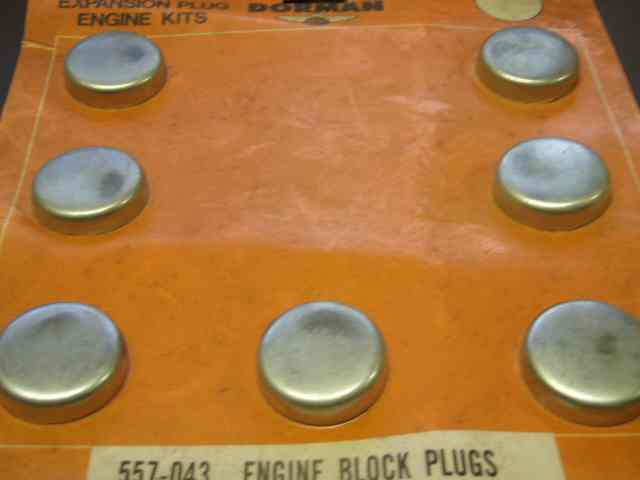 EXPANSION PLUG
ENGINE KITS
DORMAN
557-043 ENGINE BLOCK PLUGS